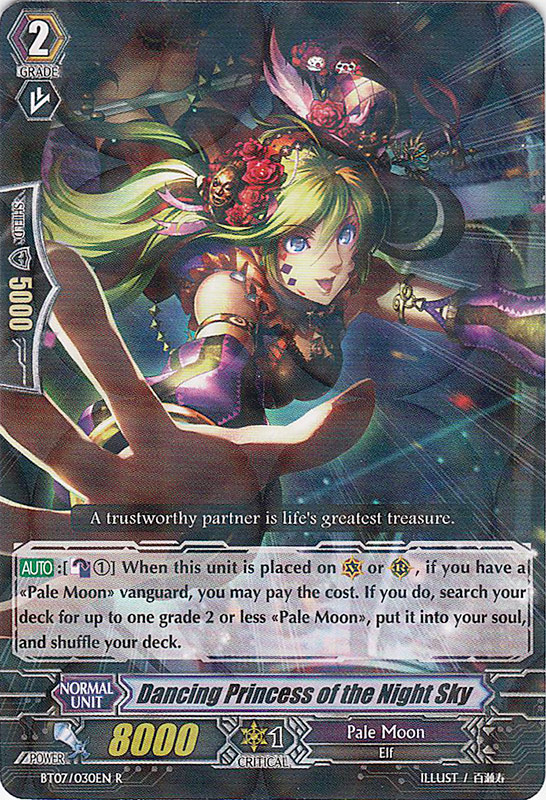 2
GRADE
SHIELD
5000
A trustworthy partner is life's greatest treasure.
AUTO:[①] When this unit is placed on (V) or (R), if you have a
«Pale Moon» vanguard, you may pay the cost. If you do, search your
deck for up to one grade 2 or less «Pale Moon», put it into your soul,
and shuffle your deck.
NORMAL
UNIT
Dancing Princess of the Night Sky
POWER
8000
1
CRITICAL
Pale Moon
Elf
BT07/030EN R
ILLUST / 百瀬寿